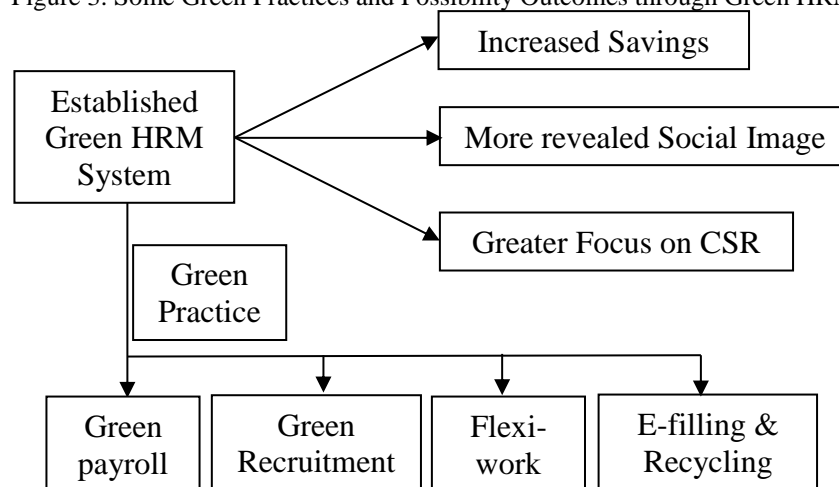 Figure 3. Some Green Practices and Possibility Outcomes through Green HRM
Increased Savings
Established
Green HRM
System
More revealed Social Image
Greater Focus on CSR
Green
Practice
Green
payroll
Green
Recruitment
Flexi-
work
E-filling &
Recycling